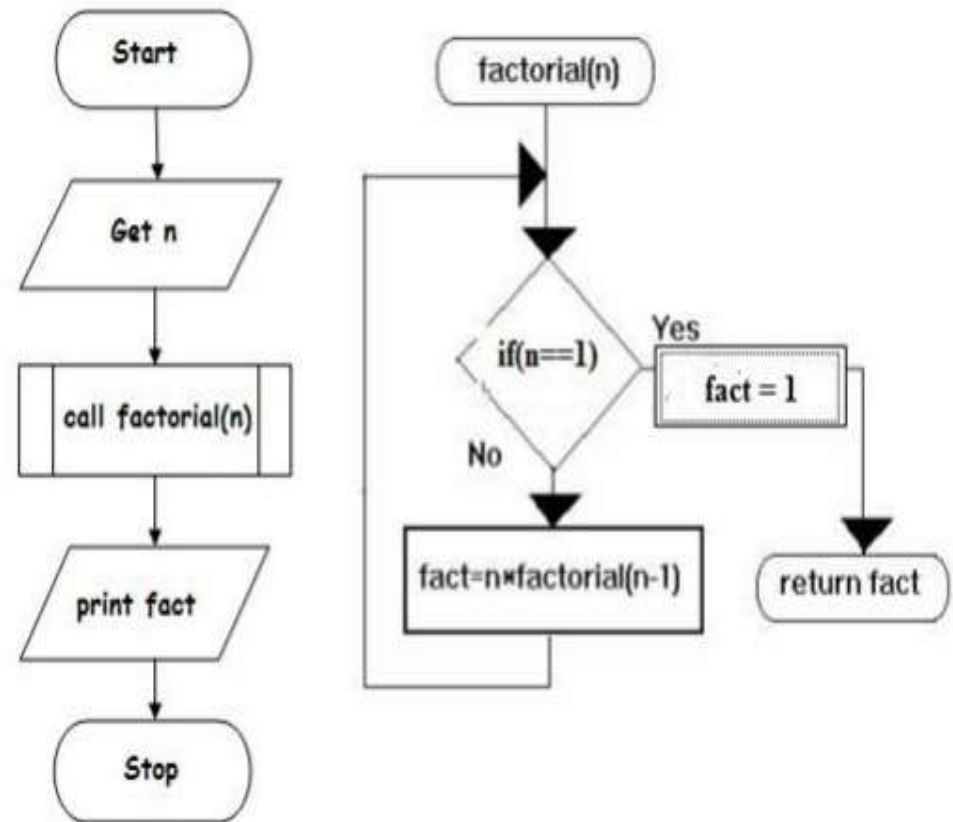 Start
Get n
call factorial(n)
print fact
Stop
factorial(n)
if(n==1)
Yes
fact = 1
No
fact=n*factorial(n-1)
return fact